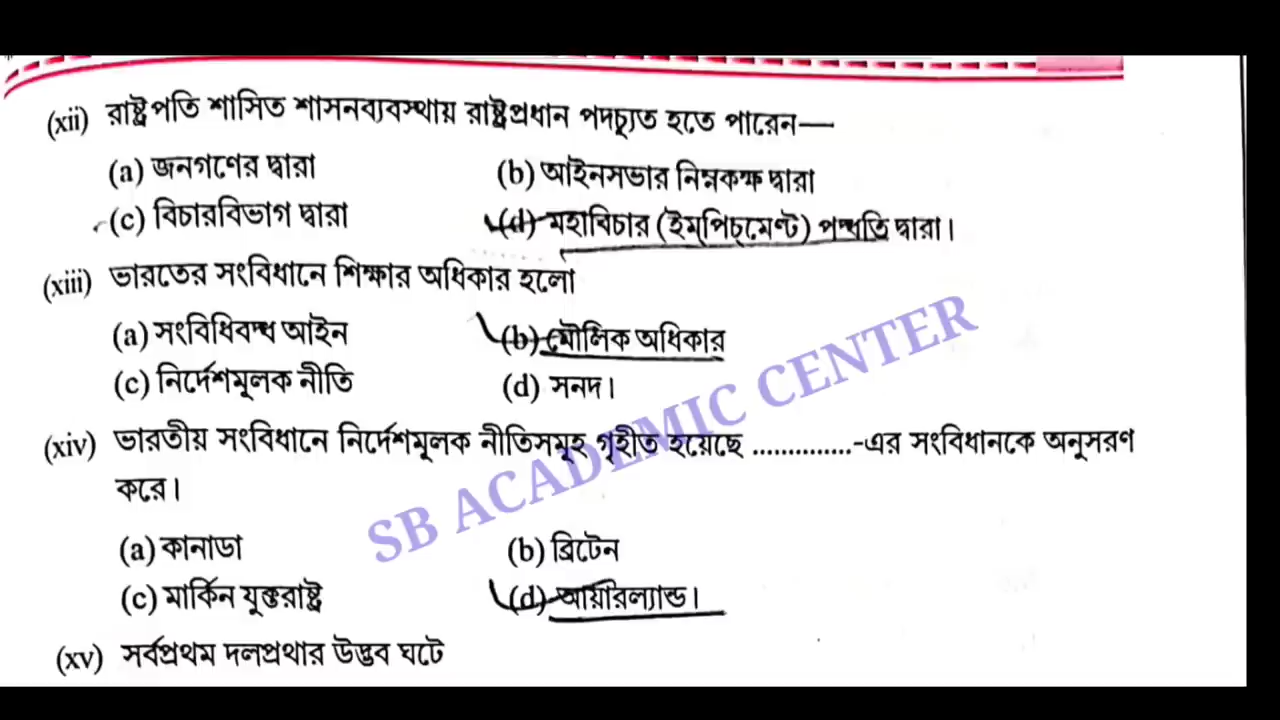 (xii) রাষ্ট্রপতি শাসিত শাসনব্যবস্থায় রাষ্ট্রপ্রধান পদচ্যুত হতে পারেন—
(a) জনগণের দ্বারা (b) আইনসভার নিম্নকক্ষ দ্বারা
(c) বিচারবিভাগ দ্বারা (d) মহাবিচার (ইম্‌পিচ্‌মেন্ট) পদ্ধতি দ্বারা।
(xiii) ভারতের সংবিধানে শিক্ষার অধিকার হলো
(a) সংবিধিবদ্ধ আইন (b) মৌলিক অধিকার
(c) নির্দেশমূলক নীতি (d) সনদ।
(xiv) ভারতীয় সংবিধানে নির্দেশমূলক নীতিসমূহ গৃহীত হয়েছে ..............-এর সংবিধানকে অনুসরণ
করে।
(a) কানাডা (b) ব্রিটেন
(c) মার্কিন যুক্তরাষ্ট্র (d) আয়ারল্যান্ড।
(xv) সর্বপ্রথম দলপ্রথার উদ্ভব ঘটে
SB ACADEMIC CENTER